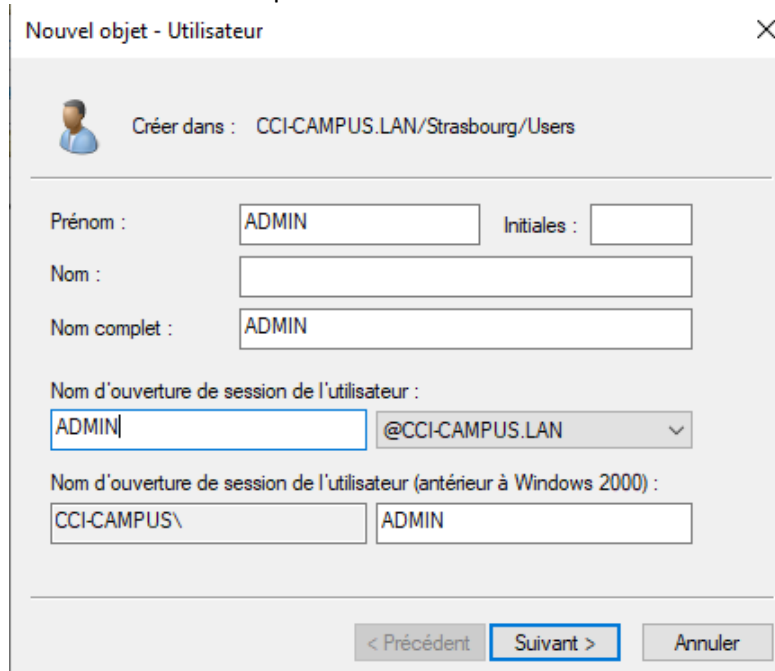 Nouvel objet - Utilisateur
Créer dans : CCI-CAMPUS.LAN/Strasbourg/Users
Prénom : ADMIN Initiales :
Nom :
Nom complet : ADMIN
Nom d'ouverture de session de l'utilisateur :
ADMIN @CCI-CAMPUS.LAN
Nom d'ouverture de session de l'utilisateur (antérieur à Windows 2000) :
CCI-CAMPUS\ ADMIN
< Précédent Suivant > Annuler